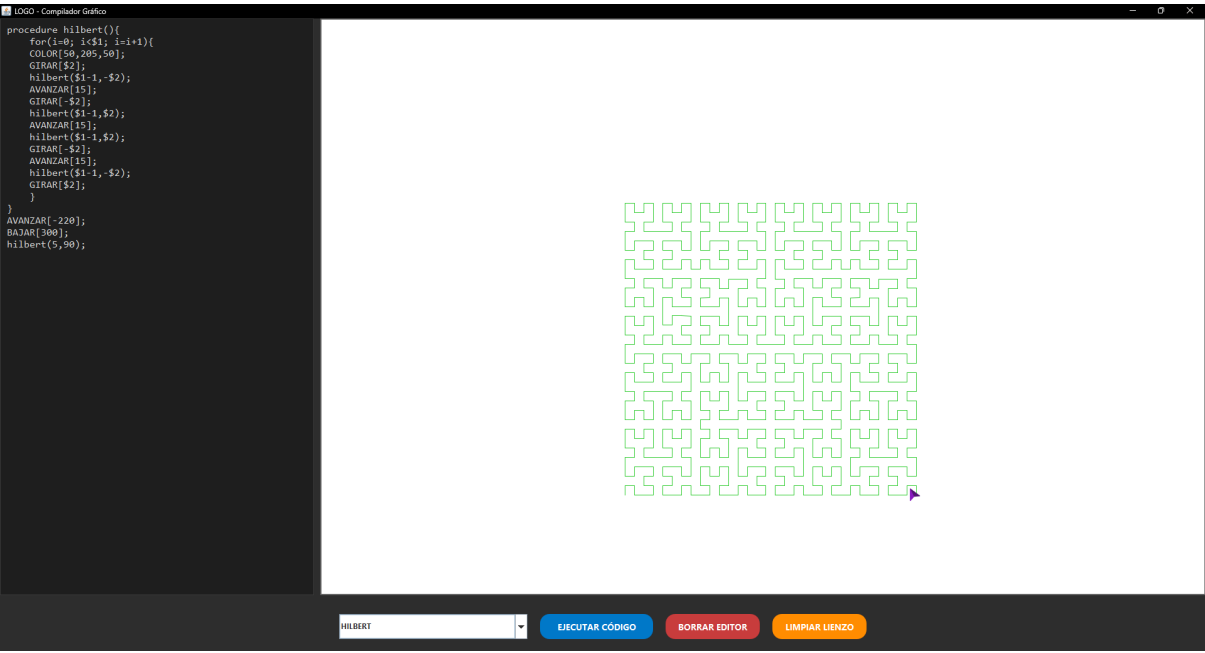 LOGO - Compilador Gráfico
procedure hilbert(){
    for(i=0; i<$1; i=i+1){
    COLOR[50,205,50];
    GIRAR[$2];
    hilbert($1-1,-$2);
    AVANZAR[15];
    GIRAR[-$2];
    hilbert($1-1,$2);
    AVANZAR[15];
    hilbert($1-1,$2);
    GIRAR[-$2];
    AVANZAR[15];
    hilbert($1-1,-$2);
    GIRAR[$2];
    }
}
AVANZAR[-220];
BAJAR[300];
hilbert(5,90);
HILBERT
EJECUTAR CÓDIGO
BORRAR EDITOR
LIMPIAR LIENZO